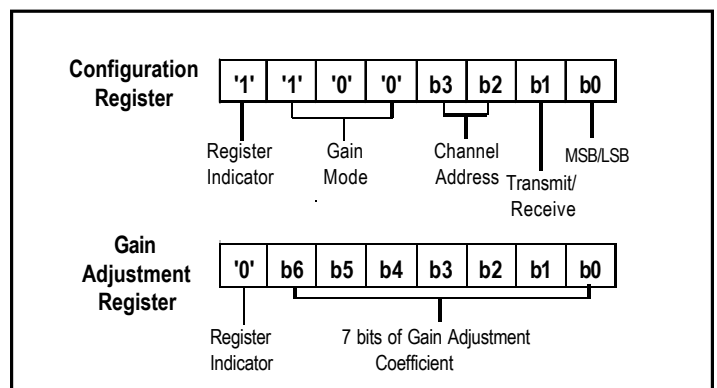 Configuration
Register
'1' '1' '0' '0' b3 b2 b1 b0
Register
Indicator
Gain
Mode
Channel
Address
Transmit/
Receive
MSB/LSB
Gain
Adjustment
Register
'0' b6 b5 b4 b3 b2 b1 b0
Register
Indicator
7 bits of Gain Adjustment
Coefficient